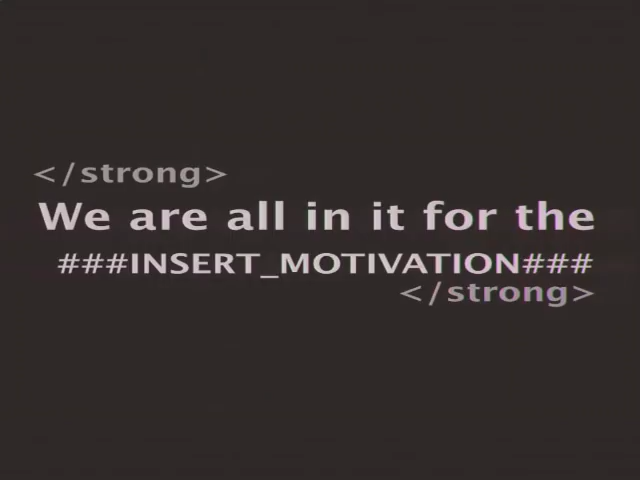 </strong>
We are all in it for the
###INSERT_MOTIVATION###
</strong>